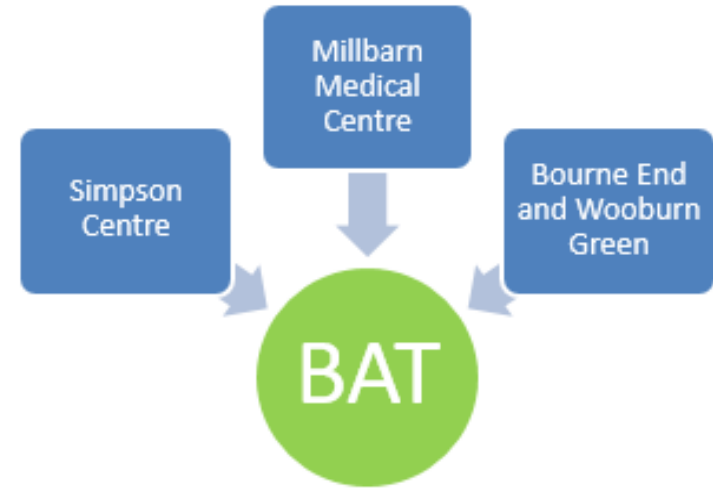 Millbarn
Medical
Centre
Simpson
Centre
Bourne End
and Wooburn
Green
BAT